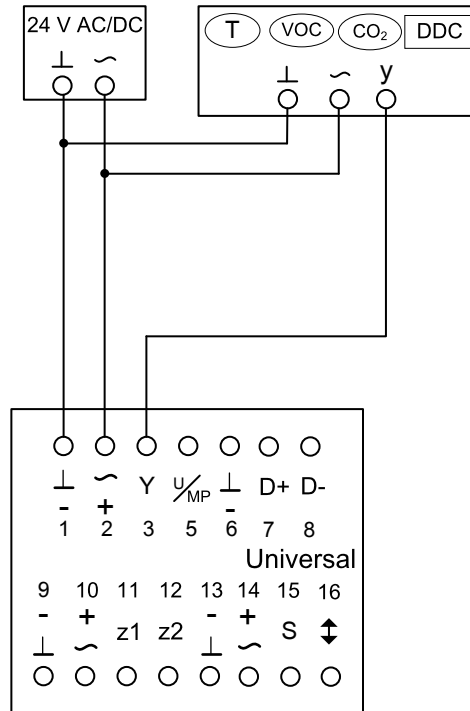 24 V AC/DC
⊥ ~
T VOC CO₂ DDC
⊥ ~ y
⊥ ~ Y U/MP ⊥ D+ D-
- + -
1 2 3 5 6 7 8
Universal
9 10 11 12 13 14 15 16
- + z1 z2 - + S ↕
⊥ ~ ⊥ ~